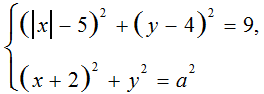 (|x| − 5)² + (y − 4)² = 9,
(x + 2)² + y² = a²